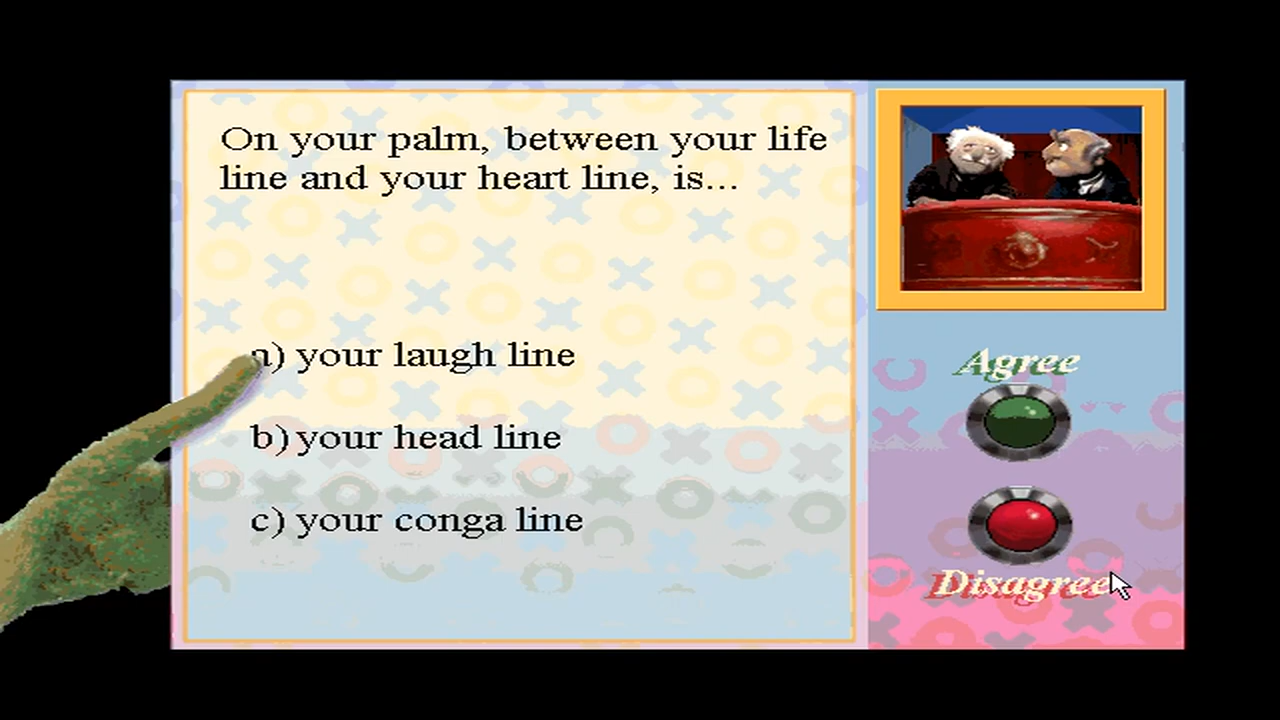 On your palm, between your life
line and your heart line, is...
a) your laugh line
b) your head line
c) your conga line
Agree
Disagree